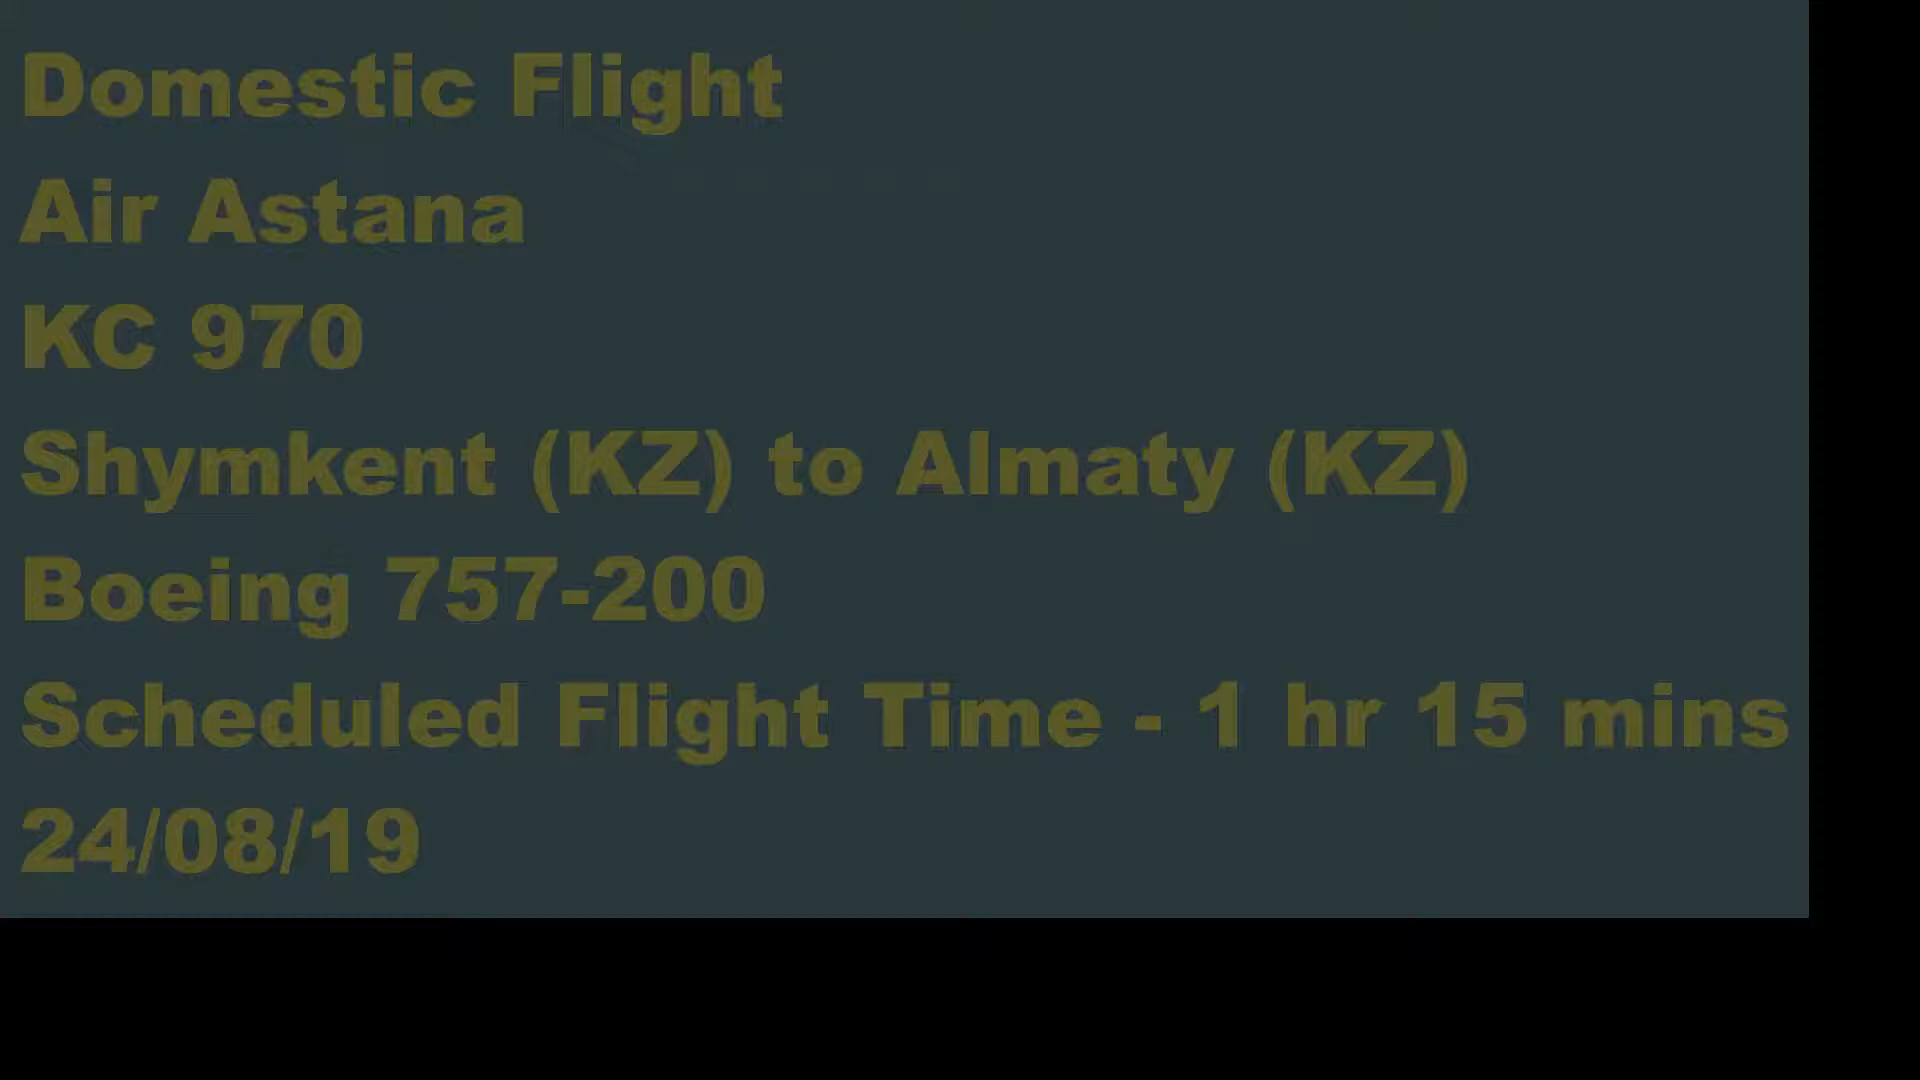 Domestic Flight
Air Astana
KC 970
Shymkent (KZ) to Almaty (KZ)
Boeing 757-200
Scheduled Flight Time - 1 hr 15 mins
24/08/19